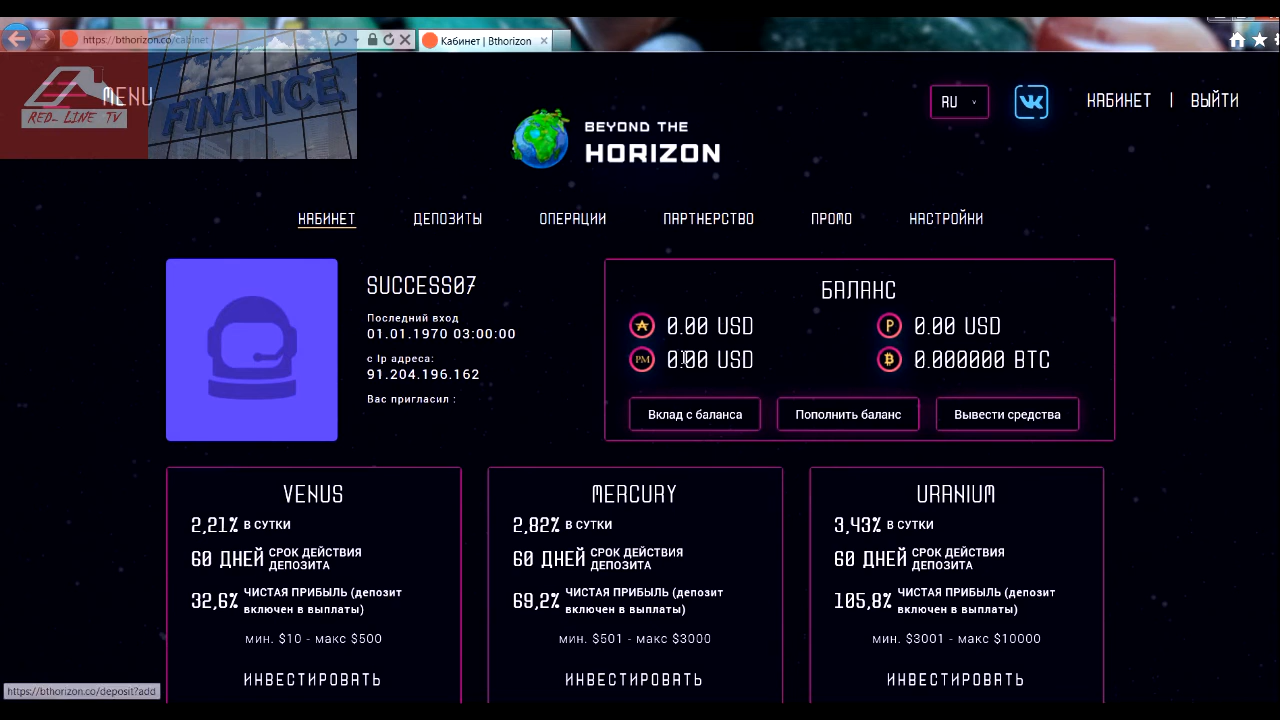 https://bthorizon.co/cabinet
Кабинет | Bthorizon
MENU
RED-LINE TV
FINANCE
BEYOND THE
HORIZON
RU
КАБИНЕТ | ВЫЙТИ
КАБИНЕТ ДЕПОЗИТЫ ОПЕРАЦИИ ПАРТНЕРСТВО ПРОМО НАСТРОЙКИ
SUCCESS07
Последний вход
01.01.1970 03:00:00
с Ip адреса:
91.204.196.162
Вас пригласил :
БАЛАНС
0.00 USD
P 0.00 USD
PM 0.00 USD
0.000000 BTC
Вклад с баланса Пополнить баланс Вывести средства
VENUS
2,21% В СУТКИ
60 ДНЕЙ СРОК ДЕЙСТВИЯ
ДЕПОЗИТА
32,6% ЧИСТАЯ ПРИБЫЛЬ (депозит
включен в выплаты)
мин. $10 - макс $500
ИНВЕСТИРОВАТЬ
MERCURY
2,82% В СУТКИ
60 ДНЕЙ СРОК ДЕЙСТВИЯ
ДЕПОЗИТА
69,2% ЧИСТАЯ ПРИБЫЛЬ (депозит
включен в выплаты)
мин. $501 - макс $3000
ИНВЕСТИРОВАТЬ
URANIUM
3,43% В СУТКИ
60 ДНЕЙ СРОК ДЕЙСТВИЯ
ДЕПОЗИТА
105,8% ЧИСТАЯ ПРИБЫЛЬ (депозит
включен в выплаты)
мин. $3001 - макс $10000
ИНВЕСТИРОВАТЬ
https://bthorizon.co/deposit?add